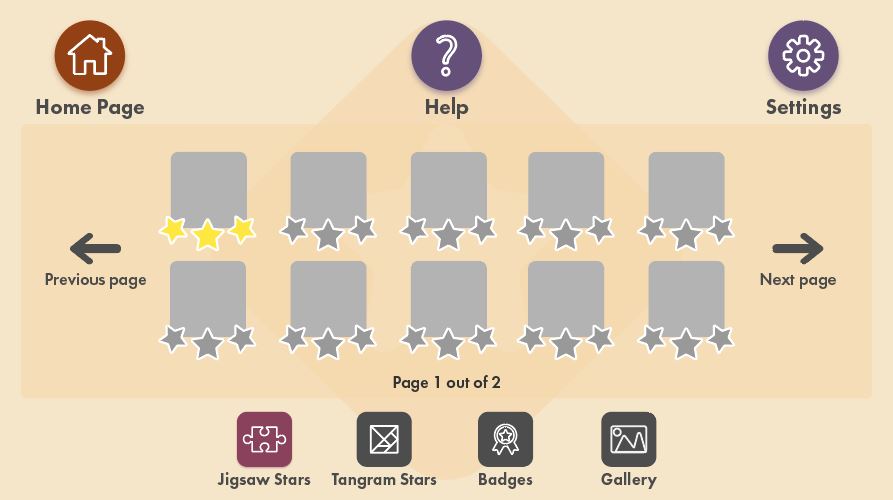 Home Page
Help
Settings
Previous page
Next page
Page 1 out of 2
Jigsaw Stars
Tangram Stars
Badges
Gallery